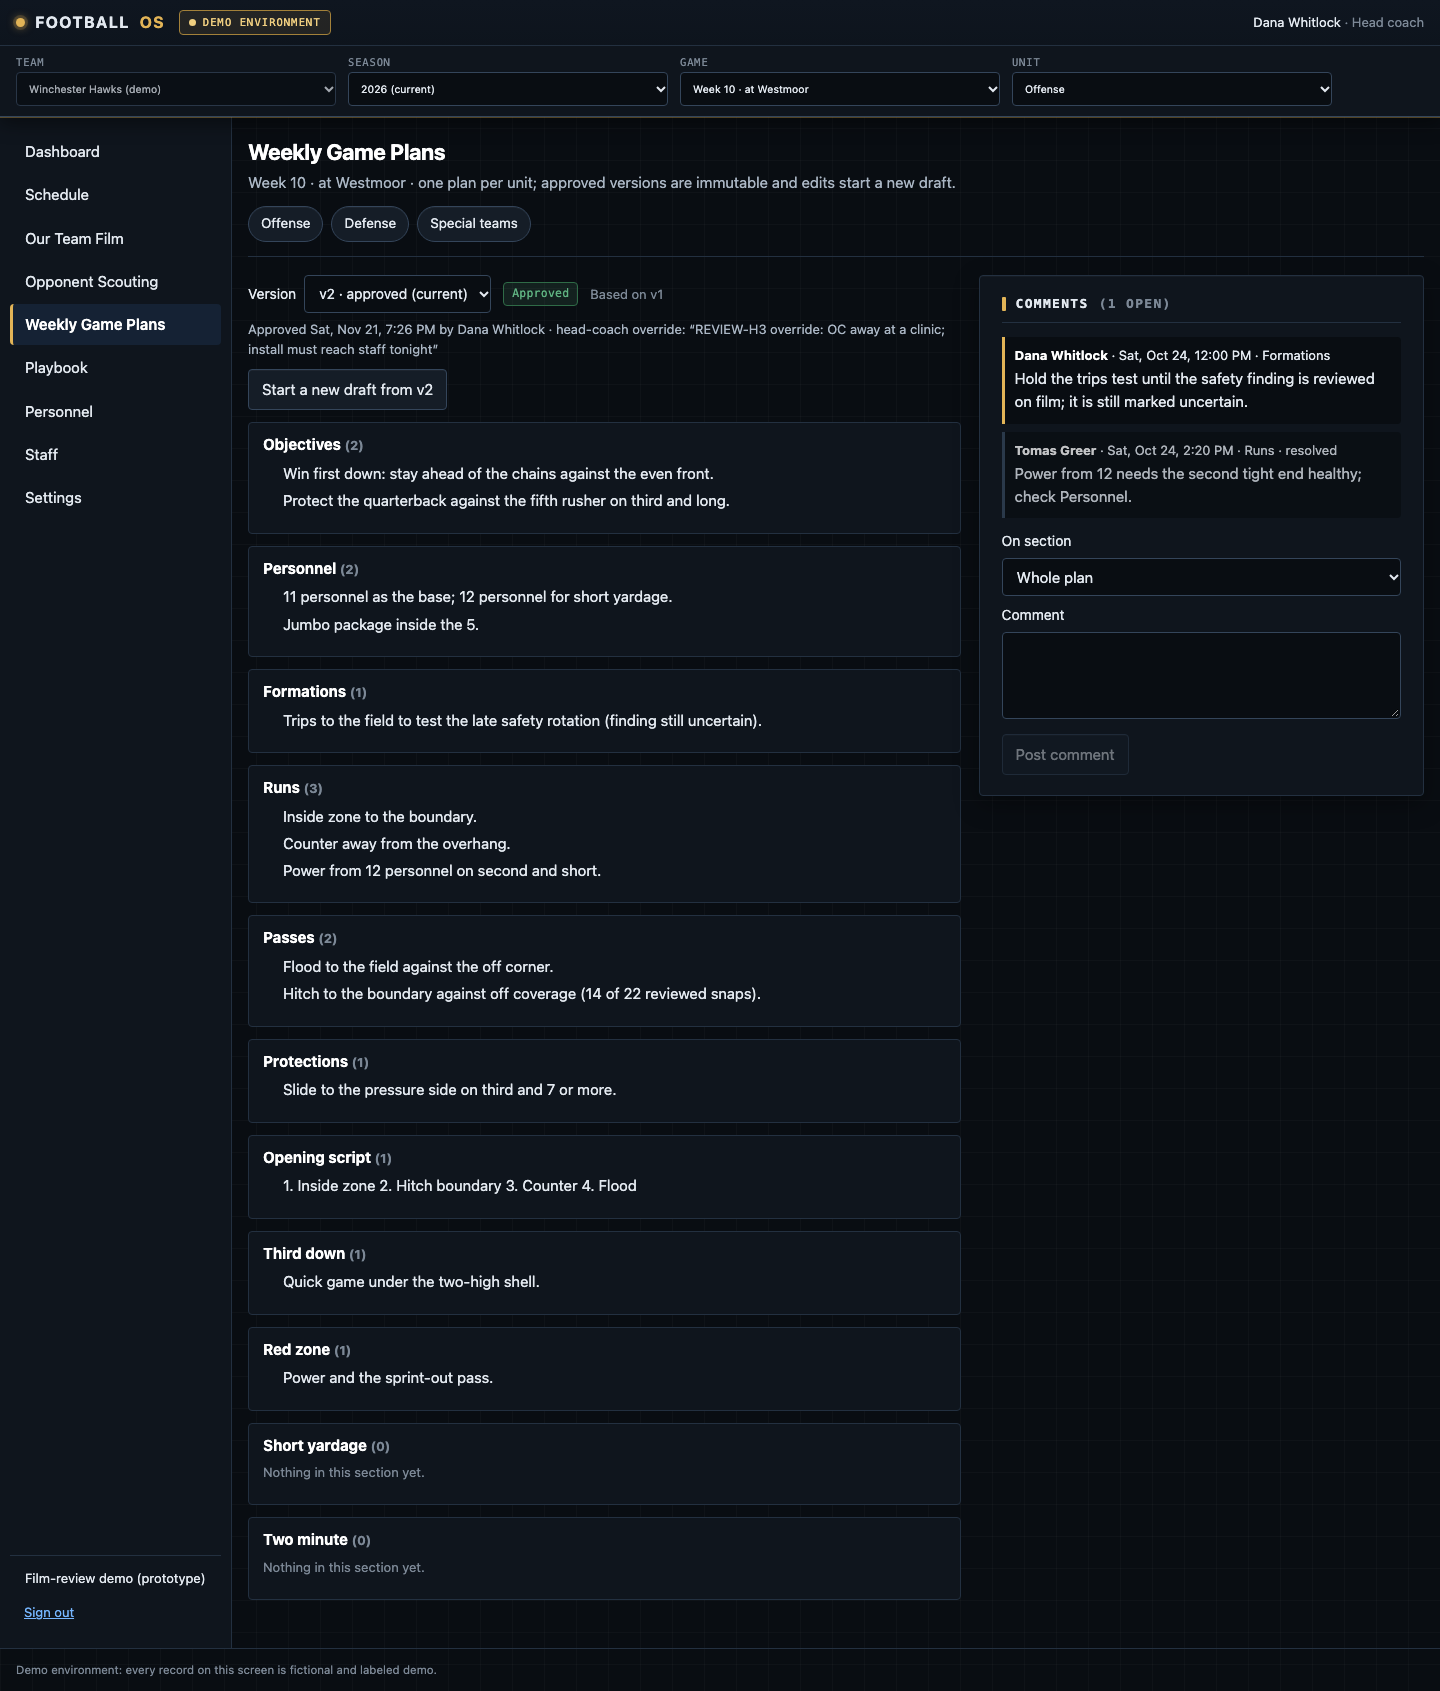 FOOTBALL OS
DEMO ENVIRONMENT
Dana Whitlock · Head coach
TEAM
Winchester Hawks (demo)
SEASON
2026 (current)
GAME
Week 10 · at Westmoor
UNIT
Offense
Dashboard
Schedule
Our Team Film
Opponent Scouting
Weekly Game Plans
Playbook
Personnel
Staff
Settings
Film-review demo (prototype)
Sign out
Weekly Game Plans
Week 10 · at Westmoor · one plan per unit; approved versions are immutable and edits start a new draft.
Offense
Defense
Special teams
Version
v2 · approved (current)
Approved
Based on v1
Approved Sat, Nov 21, 7:26 PM by Dana Whitlock · head-coach override: “REVIEW-H3 override: OC away at a clinic;
install must reach staff tonight”
Start a new draft from v2
Objectives (2)
Win first down: stay ahead of the chains against the even front.
Protect the quarterback against the fifth rusher on third and long.
Personnel (2)
11 personnel as the base; 12 personnel for short yardage.
Jumbo package inside the 5.
Formations (1)
Trips to the field to test the late safety rotation (finding still uncertain).
Runs (3)
Inside zone to the boundary.
Counter away from the overhang.
Power from 12 personnel on second and short.
Passes (2)
Flood to the field against the off corner.
Hitch to the boundary against off coverage (14 of 22 reviewed snaps).
Protections (1)
Slide to the pressure side on third and 7 or more.
Opening script (1)
1. Inside zone 2. Hitch boundary 3. Counter 4. Flood
Third down (1)
Quick game under the two-high shell.
Red zone (1)
Power and the sprint-out pass.
Short yardage (0)
Nothing in this section yet.
Two minute (0)
Nothing in this section yet.
COMMENTS (1 OPEN)
Dana Whitlock · Sat, Oct 24, 12:00 PM · Formations
Hold the trips test until the safety finding is reviewed
on film; it is still marked uncertain.
Tomas Greer · Sat, Oct 24, 2:20 PM · Runs · resolved
Power from 12 needs the second tight end healthy;
check Personnel.
On section
Whole plan
Comment
Post comment
Demo environment: every record on this screen is fictional and labeled demo.